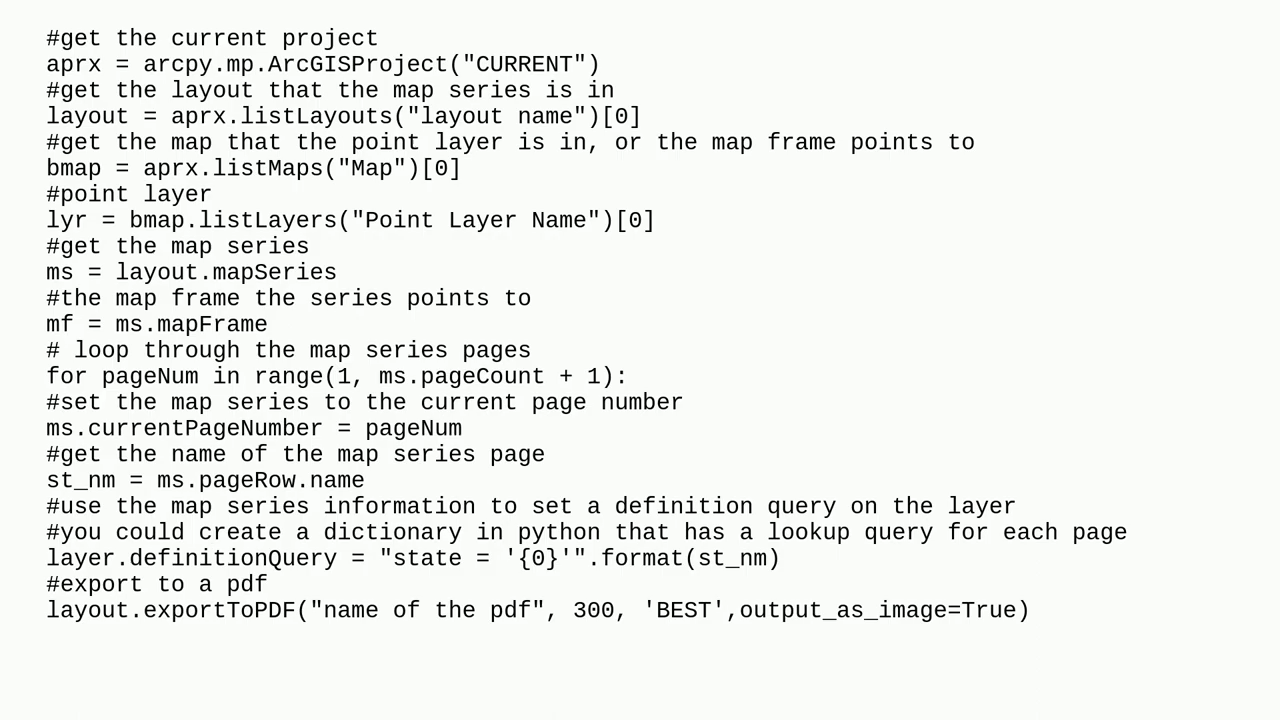 #get the current project
aprx = arcpy.mp.ArcGISProject("CURRENT")
#get the layout that the map series is in
layout = aprx.listLayouts("layout name")[0]
#get the map that the point layer is in, or the map frame points to
bmap = aprx.listMaps("Map")[0]
#point layer
lyr = bmap.listLayers("Point Layer Name")[0]
#get the map series
ms = layout.mapSeries
#the map frame the series points to
mf = ms.mapFrame
# loop through the map series pages
for pageNum in range(1, ms.pageCount + 1):
#set the map series to the current page number
ms.currentPageNumber = pageNum
#get the name of the map series page
st_nm = ms.pageRow.name
#use the map series information to set a definition query on the layer
#you could create a dictionary in python that has a lookup query for each page
layer.definitionQuery = "state = '{0}'".format(st_nm)
#export to a pdf
layout.exportToPDF("name of the pdf", 300, 'BEST',output_as_image=True)